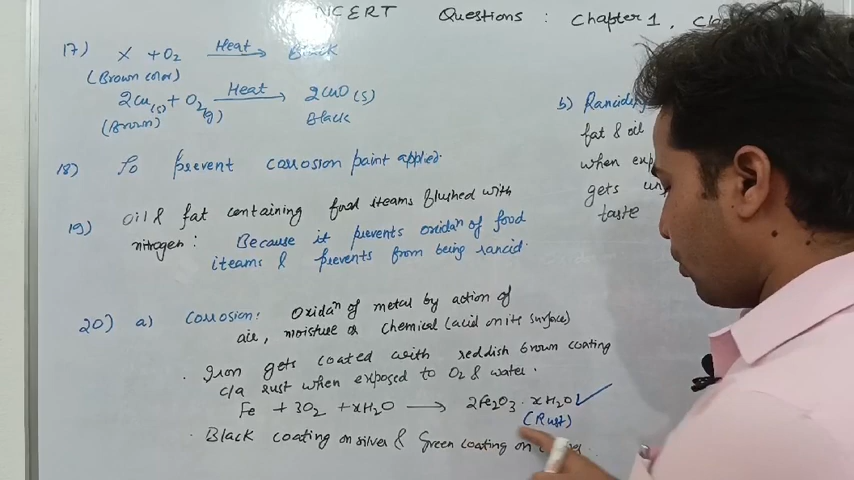 NCERT Questions : Chapter 1,
17) X + O2 Heat → Black
(Brown color)
2Cu(s) + O2(g) Heat → 2CuO(s)
(Brown) Black
18) To prevent corrosion paint applied.
19) Oil & fat containing food iteams flushed with
nitrogen: Because it prevents oxidaⁿ of food
iteams & prevents from being rancid.
20) a) Corrosion: Oxidaⁿ of metal by action of
air, moisture or chemical (acid on its surface)
· Iron gets coated with reddish brown coating
c/a rust when exposed to O2 & water.
Fe + 3O2 + xH2O → 2Fe2O3 · xH2O ✓
(Rust)
· Black coating on silver & Green coating on
b)
fat & oil
when
gets
taste